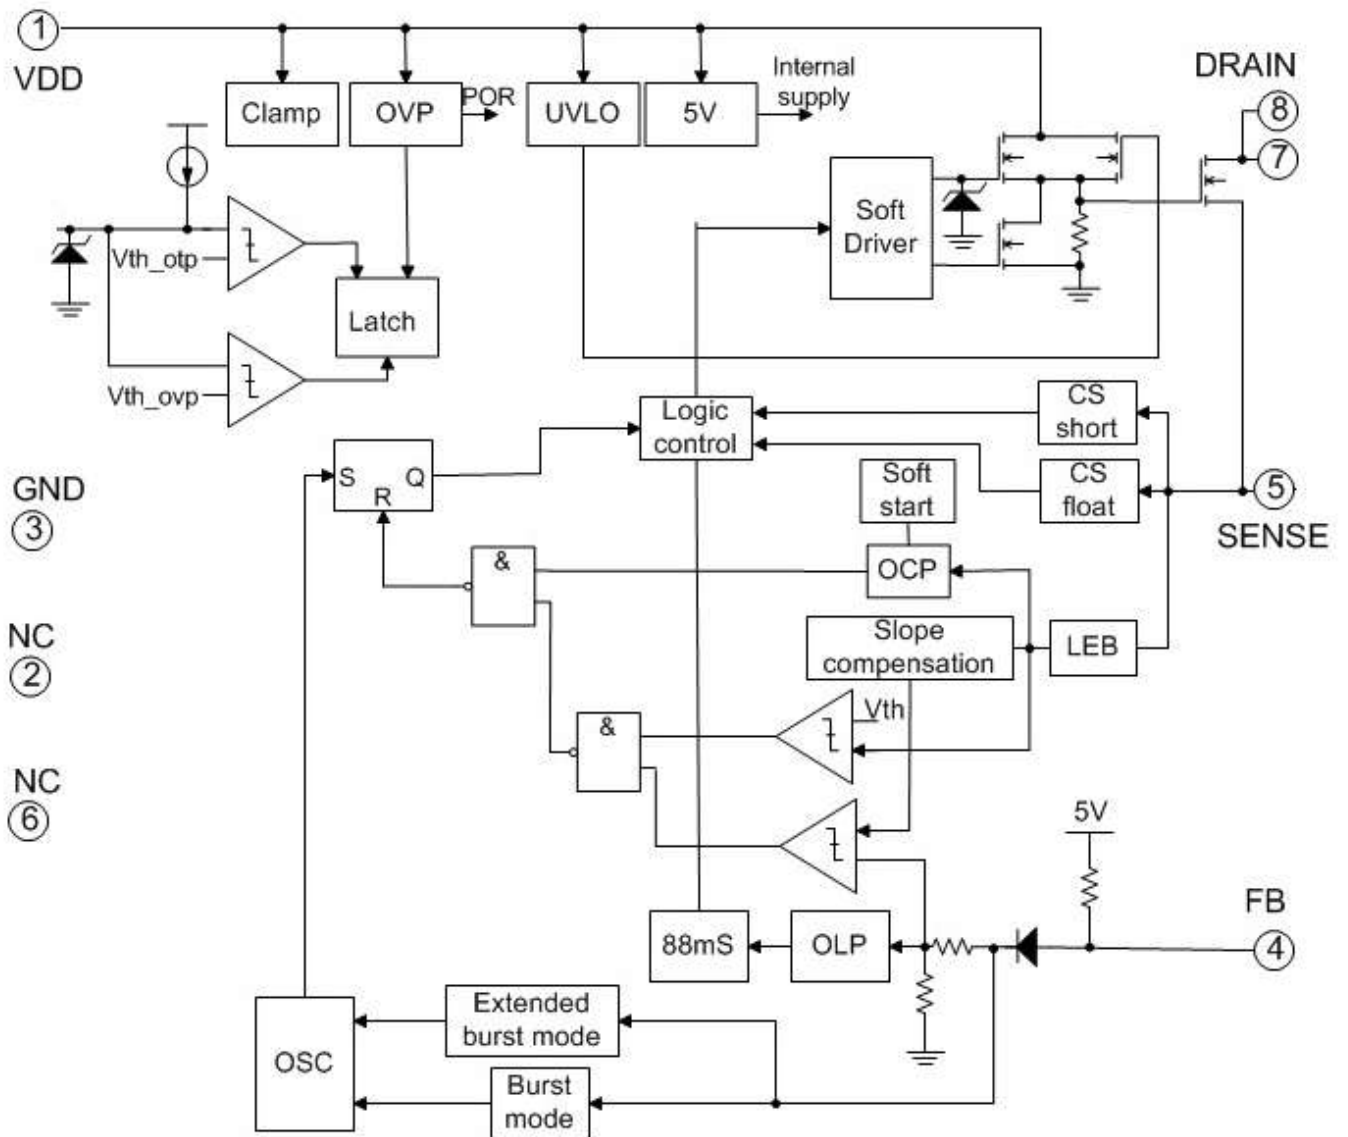 1
VDD
Clamp
OVP
POR
UVLO
5V
Internal
supply
DRAIN
8
7
Soft
Driver
Vth_otp
Latch
Vth_ovp
Logic
control
CS
short
CS
float
5
SENSE
GND
3
S
Q
R
Soft
start
&
OCP
NC
2
Slope
compensation
LEB
Vth
&
NC
6
5V
FB
4
88mS
OLP
Extended
burst mode
OSC
Burst
mode